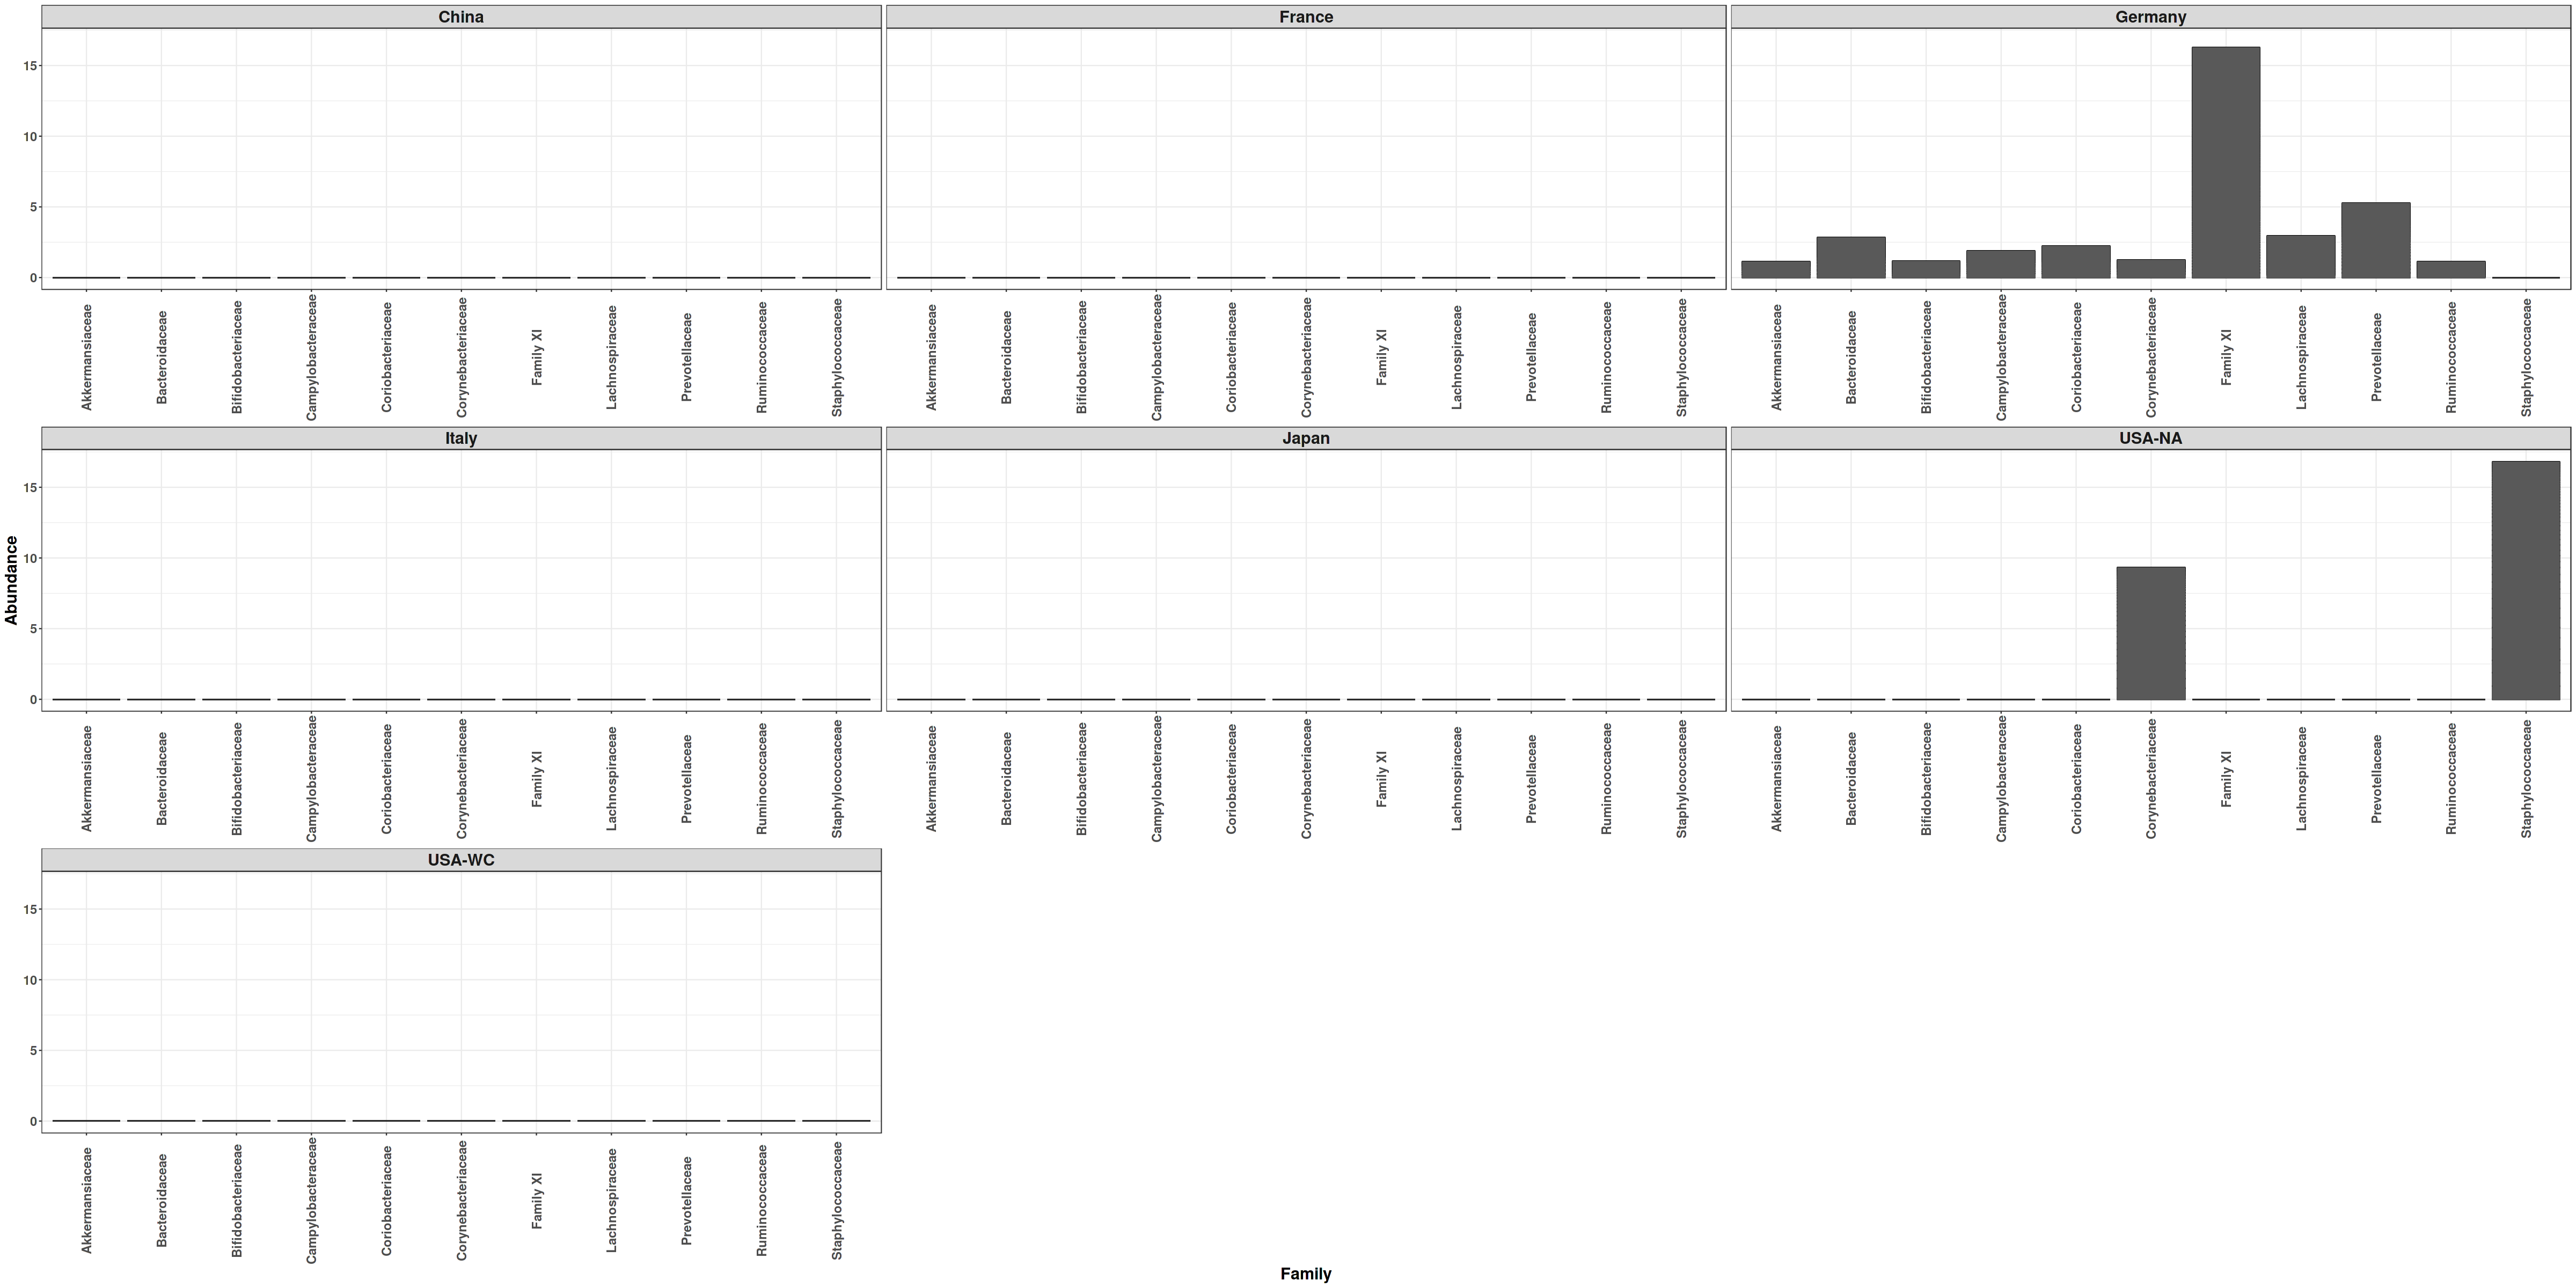 China
France
Germany
15
10
5
0
Akkermansiaceae
Bacteroidaceae
Bifidobacteriaceae
Campylobacteraceae
Coriobacteriaceae
Corynebacteriaceae
Family XI
Lachnospiraceae
Prevotellaceae
Ruminococcaceae
Staphylococcaceae
Akkermansiaceae
Bacteroidaceae
Bifidobacteriaceae
Campylobacteraceae
Coriobacteriaceae
Corynebacteriaceae
Family XI
Lachnospiraceae
Prevotellaceae
Ruminococcaceae
Staphylococcaceae
Akkermansiaceae
Bacteroidaceae
Bifidobacteriaceae
Campylobacteraceae
Coriobacteriaceae
Corynebacteriaceae
Family XI
Lachnospiraceae
Prevotellaceae
Ruminococcaceae
Staphylococcaceae
Italy
Japan
USA-NA
Abundance
15
10
5
0
Akkermansiaceae
Bacteroidaceae
Bifidobacteriaceae
Campylobacteraceae
Coriobacteriaceae
Corynebacteriaceae
Family XI
Lachnospiraceae
Prevotellaceae
Ruminococcaceae
Staphylococcaceae
Akkermansiaceae
Bacteroidaceae
Bifidobacteriaceae
Campylobacteraceae
Coriobacteriaceae
Corynebacteriaceae
Family XI
Lachnospiraceae
Prevotellaceae
Ruminococcaceae
Staphylococcaceae
Akkermansiaceae
Bacteroidaceae
Bifidobacteriaceae
Campylobacteraceae
Coriobacteriaceae
Corynebacteriaceae
Family XI
Lachnospiraceae
Prevotellaceae
Ruminococcaceae
Staphylococcaceae
USA-WC
15
10
5
0
Akkermansiaceae
Bacteroidaceae
Bifidobacteriaceae
Campylobacteraceae
Coriobacteriaceae
Corynebacteriaceae
Family XI
Lachnospiraceae
Prevotellaceae
Ruminococcaceae
Staphylococcaceae
Family